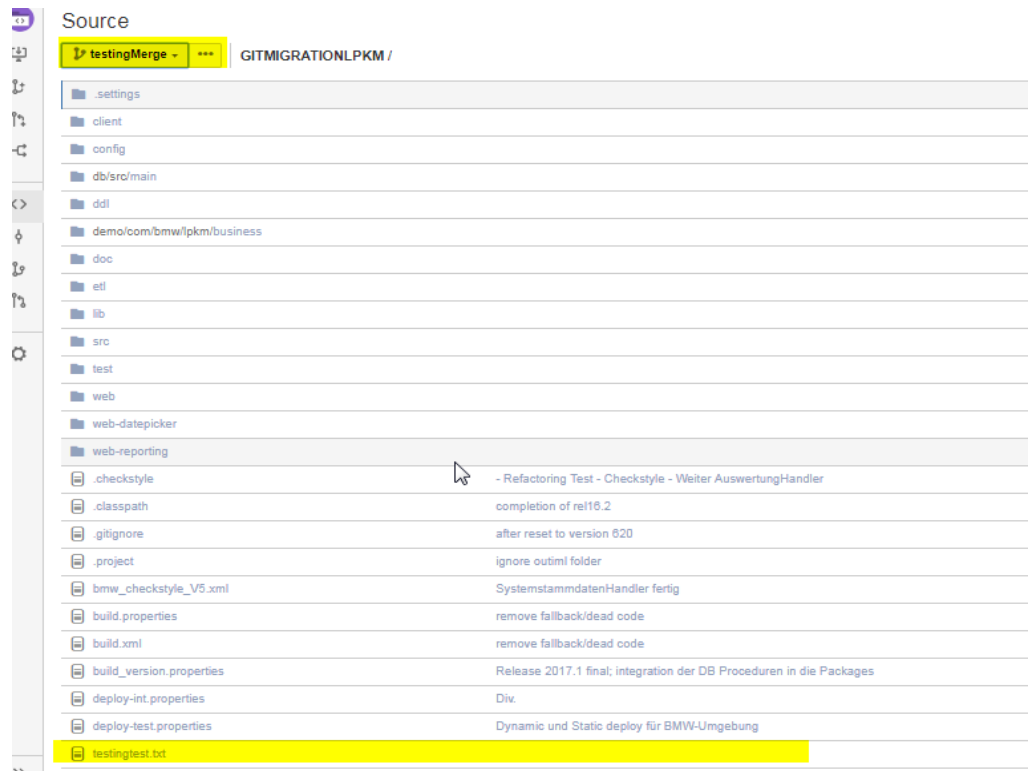 Source
testingMerge ... GITMIGRATIONLPKM /
.settings
client
config
db/src/main
ddl
demo/com/bmw/lpkm/business
doc
etl
lib
src
test
web
web-datepicker
web-reporting
.checkstyle - Refactoring Test - Checkstyle - Weiter AuswertungHandler
.classpath completion of rel16.2
.gitignore after reset to version 620
.project ignore outiml folder
bmw_checkstyle_V5.xml SystemstammdatenHandler fertig
build.properties remove fallback/dead code
build.xml remove fallback/dead code
build_version.properties Release 2017.1 final; integration der DB Proceduren in die Packages
deploy-int.properties Div.
deploy-test.properties Dynamic und Static deploy für BMW-Umgebung
testingtest.txt